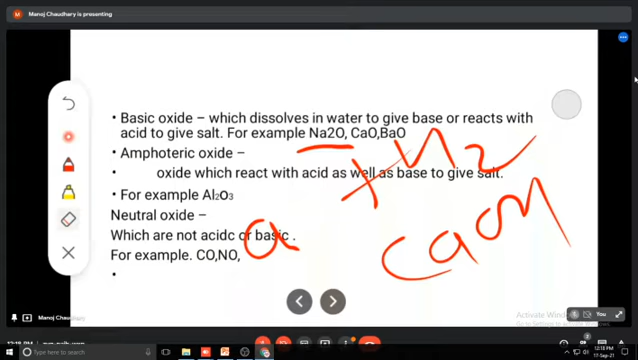 Manoj Chaudhary is presenting
• Basic oxide – which dissolves in water to give base or reacts with
acid to give salt. For example Na2O, CaO,BaO
• Amphoteric oxide –
• oxide which react with acid as well as base to give salt.
• For example Al2O3
Neutral oxide –
Which are not acidc or basic .
For example. CO,NO,
•
+ H2
a
CaOH
Activate Windows
Go to Settings to activate Windows.
You
Manoj Chaudhary
Type here to search
12:18 PM
17-Sep-21